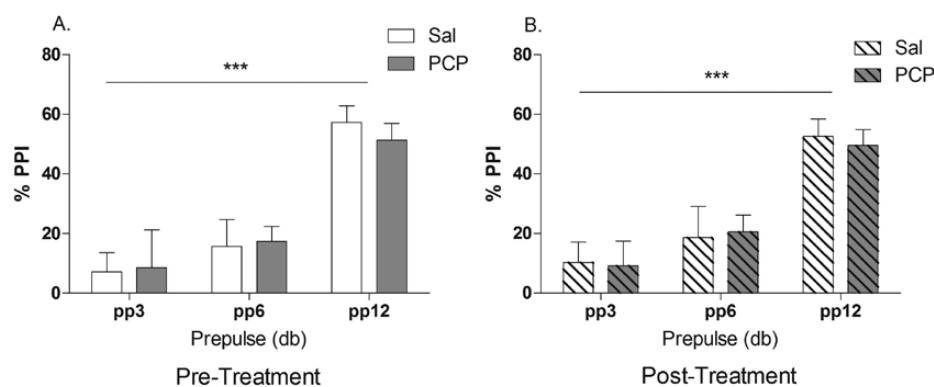 A.
Sal
PCP
80
60
40
20
0
% PPI
***
pp3 pp6 pp12
Prepulse (db)
Pre-Treatment
B.
Sal
PCP
80
60
40
20
0
% PPI
***
pp3 pp6 pp12
Prepulse (db)
Post-Treatment